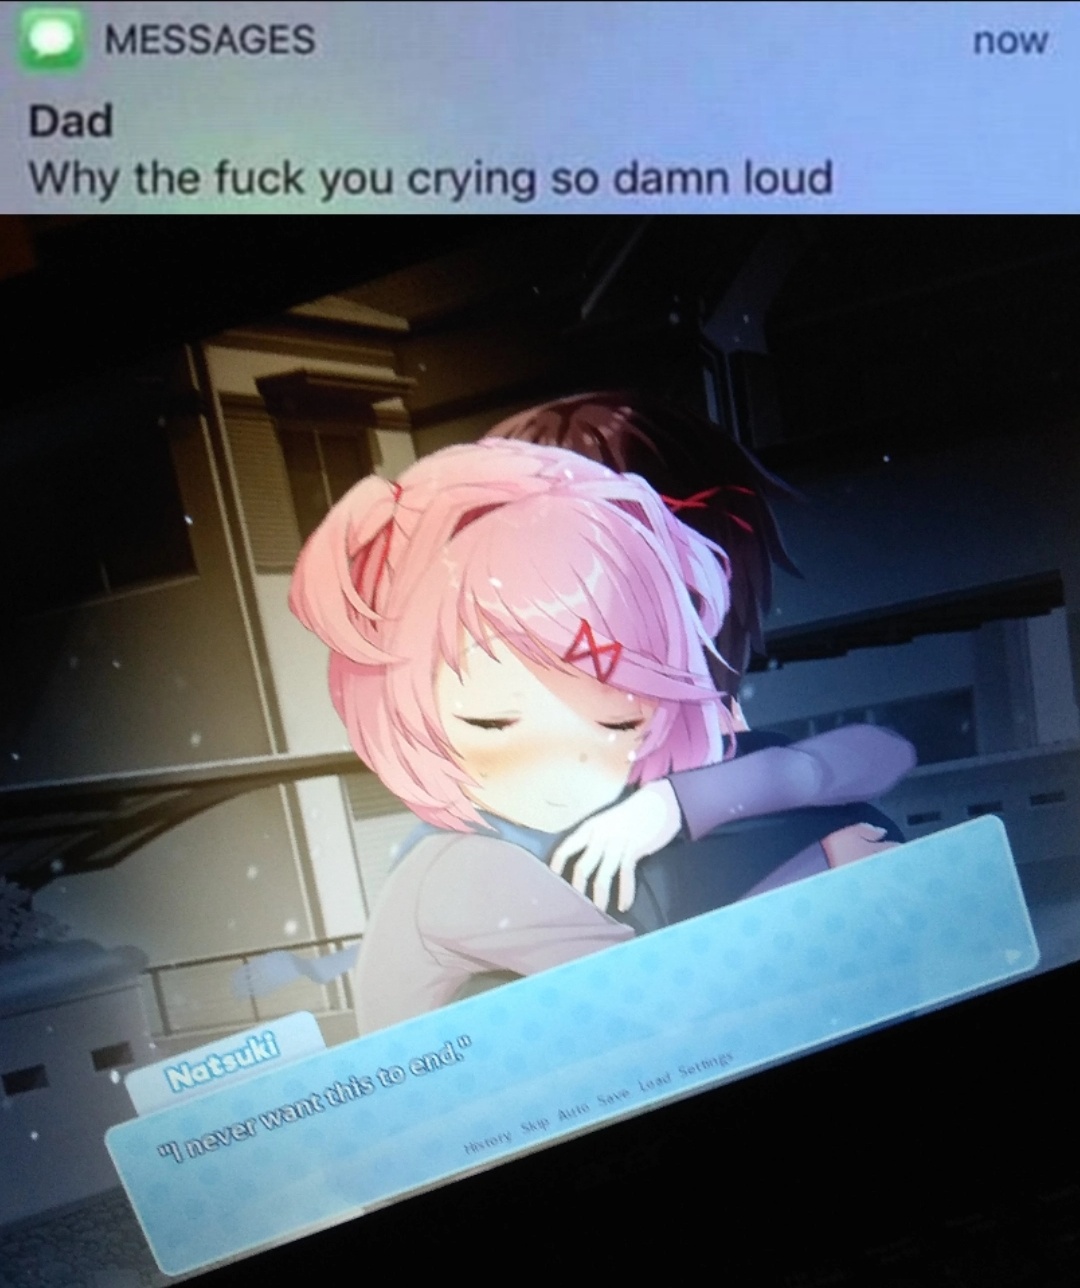 MESSAGES now
Dad
Why the fuck you crying so damn loud
Natsuki
"I never want this to end."
History Skip Auto Save Load Settings